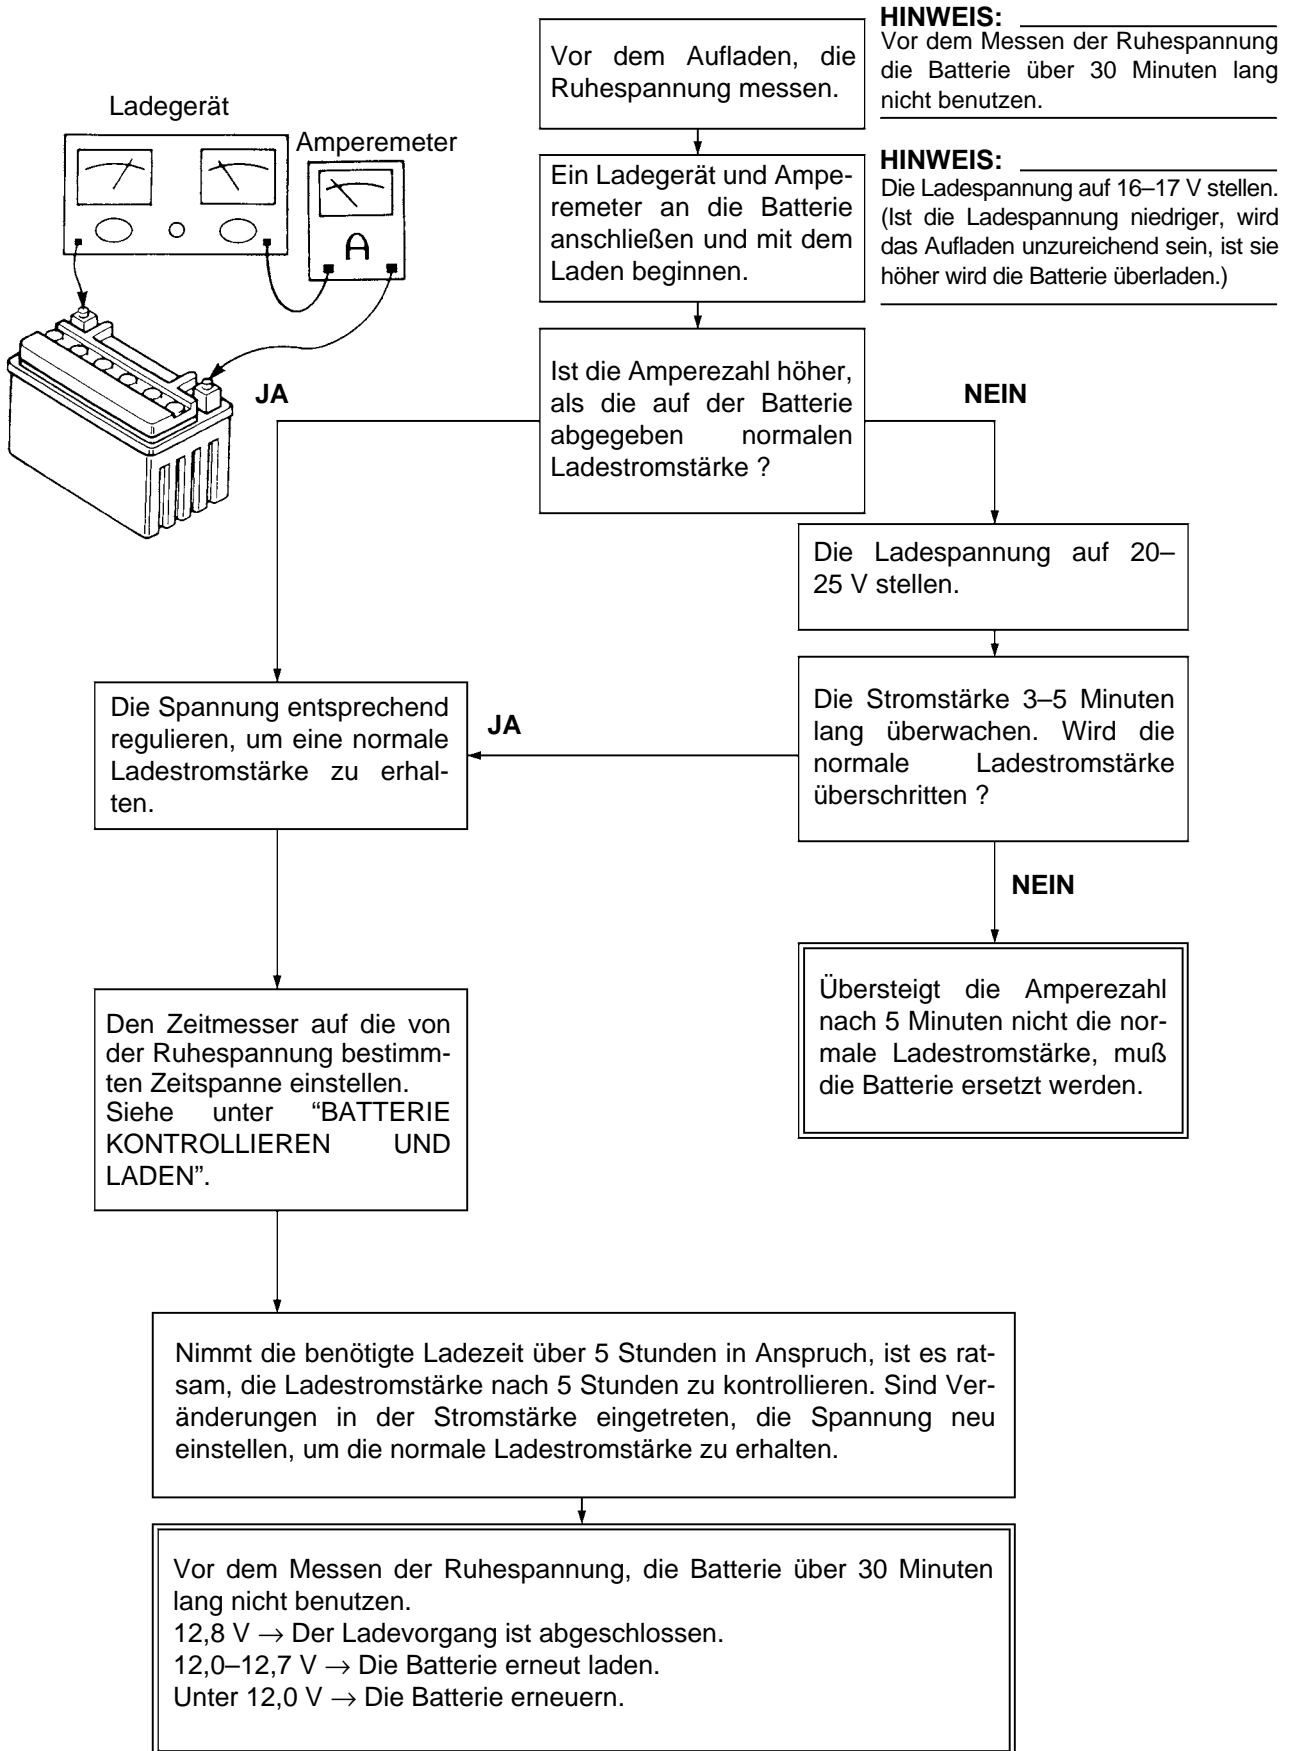 HINWEIS:
Vor dem Messen der Ruhespannung
die Batterie über 30 Minuten lang
nicht benutzen.
Vor dem Aufladen, die
Ruhespannung messen.
Ladegerät
Amperemeter
A
HINWEIS:
Die Ladespannung auf 16–17 V stellen.
(Ist die Ladespannung niedriger, wird
das Aufladen unzureichend sein, ist sie
höher wird die Batterie überladen.)
Ein Ladegerät und Ampe-
remeter an die Batterie
anschließen und mit dem
Laden beginnen.
Ist die Amperezahl höher,
als die auf der Batterie
abgegeben normalen
Ladestromstärke ?
JA
NEIN
Die Ladespannung auf 20–
25 V stellen.
Die Spannung entsprechend
regulieren, um eine normale
Ladestromstärke zu erhal-
ten.
JA
Die Stromstärke 3–5 Minuten
lang überwachen. Wird die
normale Ladestromstärke
überschritten ?
NEIN
Übersteigt die Amperezahl
nach 5 Minuten nicht die nor-
male Ladestromstärke, muß
die Batterie ersetzt werden.
Den Zeitmesser auf die von
der Ruhespannung bestimm-
ten Zeitspanne einstellen.
Siehe unter “BATTERIE
KONTROLLIEREN UND
LADEN”.
Nimmt die benötigte Ladezeit über 5 Stunden in Anspruch, ist es rat-
sam, die Ladestromstärke nach 5 Stunden zu kontrollieren. Sind Ver-
änderungen in der Stromstärke eingetreten, die Spannung neu
einstellen, um die normale Ladestromstärke zu erhalten.
Vor dem Messen der Ruhespannung, die Batterie über 30 Minuten
lang nicht benutzen.
12,8 V → Der Ladevorgang ist abgeschlossen.
12,0–12,7 V → Die Batterie erneut laden.
Unter 12,0 V → Die Batterie erneuern.